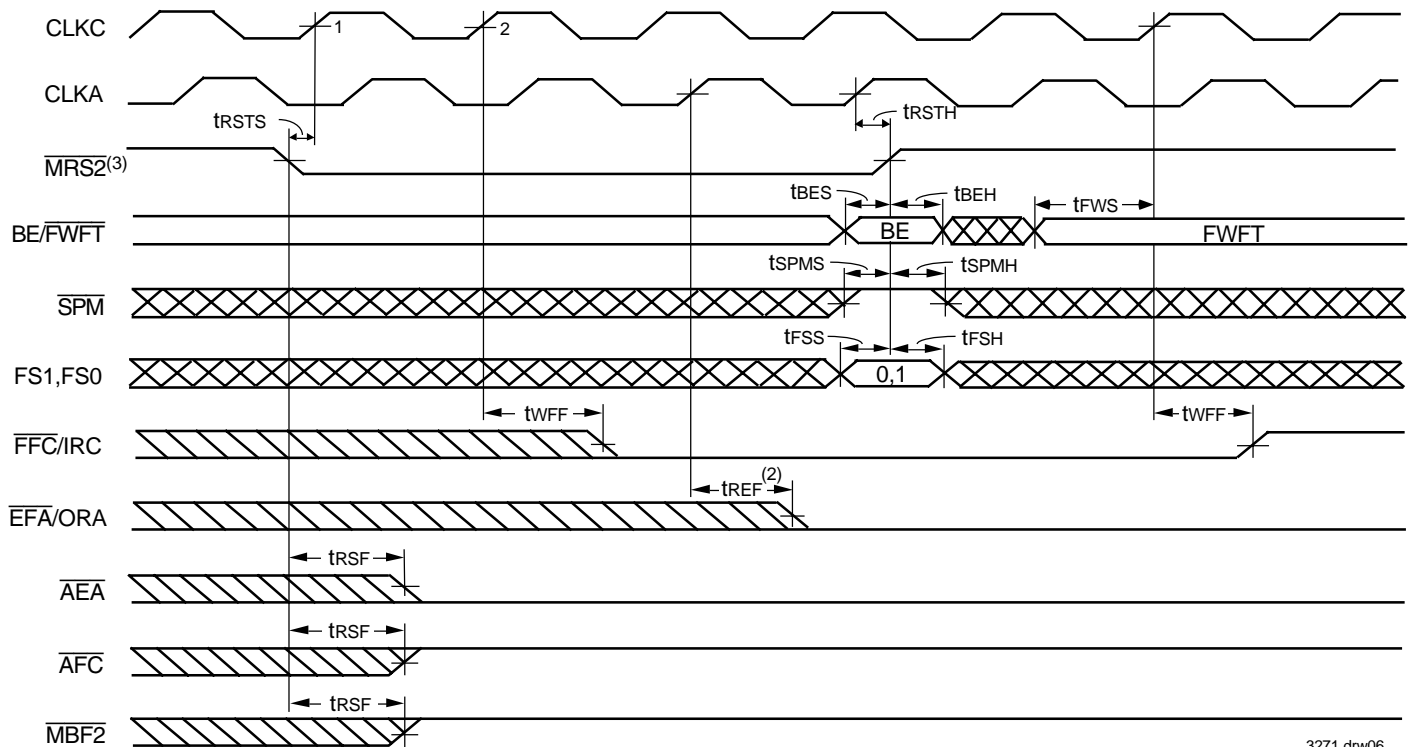 CLKC
1
2
CLKA
tRSTS
tRSTH
MRS2(3)
tBES
tBEH
tFWS
BE/FWFT
BE
FWFT
tSPMS
tSPMH
SPM
tFSS
tFSH
FS1,FS0
0,1
tWFF
tWFF
FFC/IRC
tREF(2)
EFA/ORA
tRSF
AEA
tRSF
AFC
tRSF
MBF2
3271 drw06